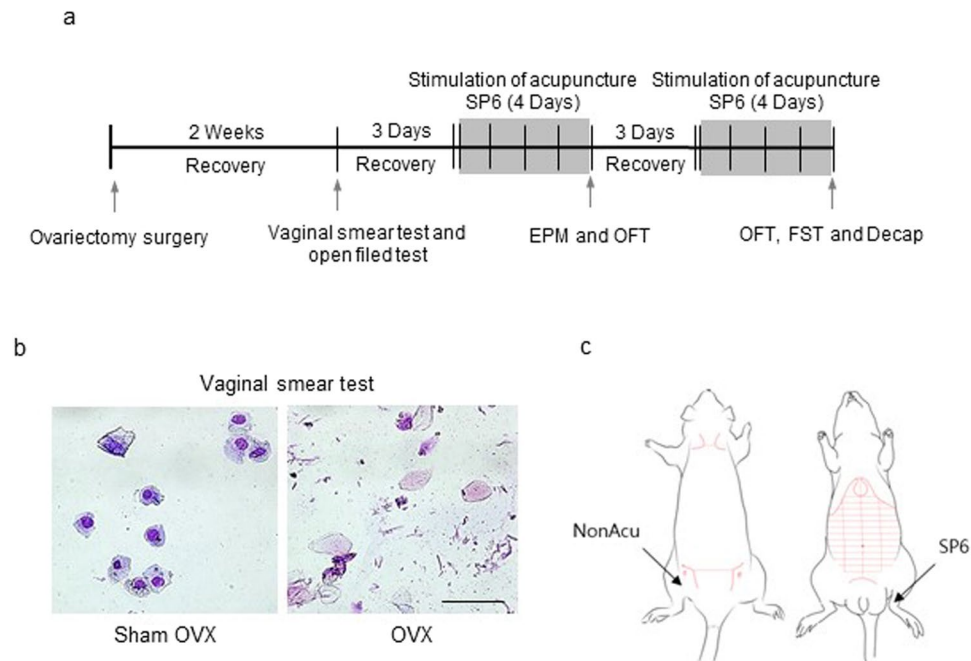 a
Stimulation of acupuncture
SP6 (4 Days)
Stimulation of acupuncture
SP6 (4 Days)
2 Weeks
3 Days
3 Days
Recovery
Recovery
Recovery
Ovariectomy surgery
Vaginal smear test and
open filed test
EPM and OFT
OFT, FST and Decap
b
Vaginal smear test
Sham OVX
OVX
c
NonAcu
SP6